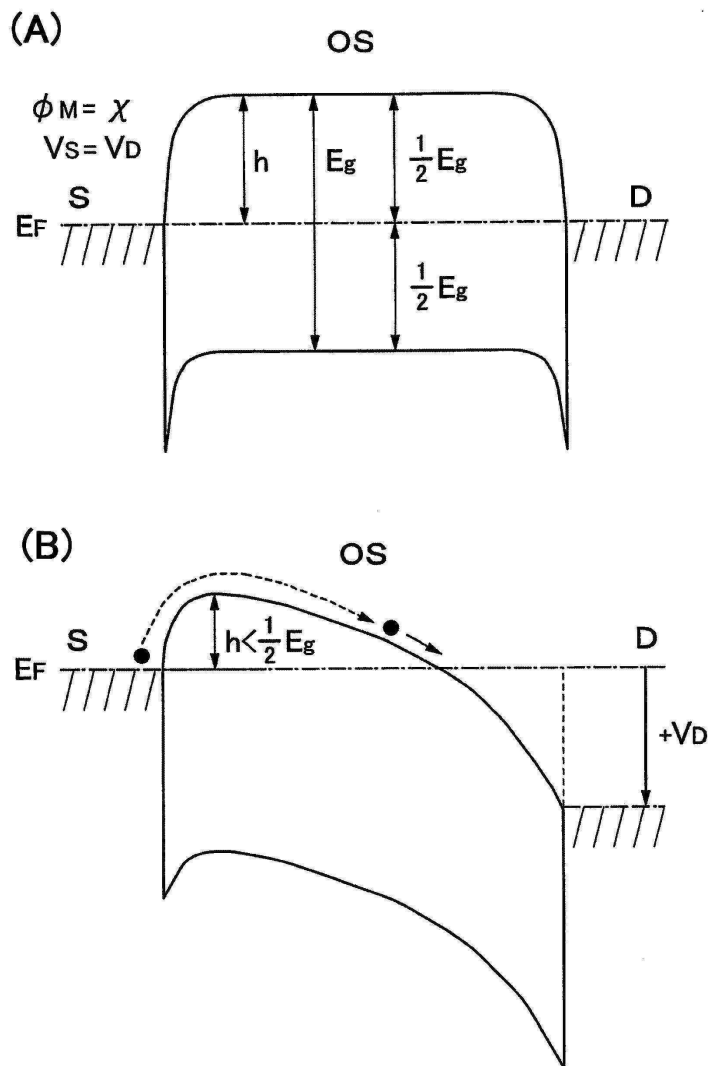 (A)
OS
φM = χ
VS = VD
h
Eg
1/2 Eg
S
D
EF
1/2 Eg
(B)
OS
S
h<1/2 Eg
D
EF
+VD